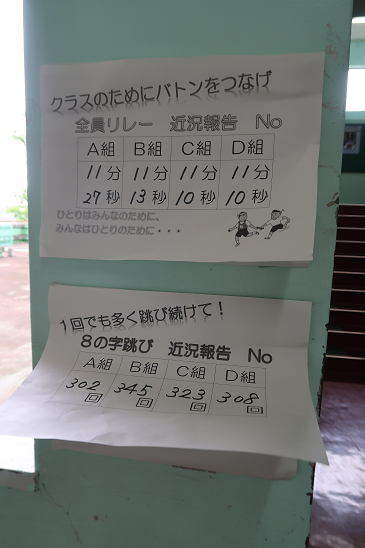 クラスのためにバトンをつなげ
全員リレー 近況報告 No
A組 B組 C組 D組
11分 11分 11分 11分
27秒 13秒 10秒 10秒
ひとりはみんなのために、
みんなはひとりのために・・・
1回でも多く跳び続けて!
8の字跳び 近況報告 No
A組 B組 C組 D組
302回 345回 323回 308回